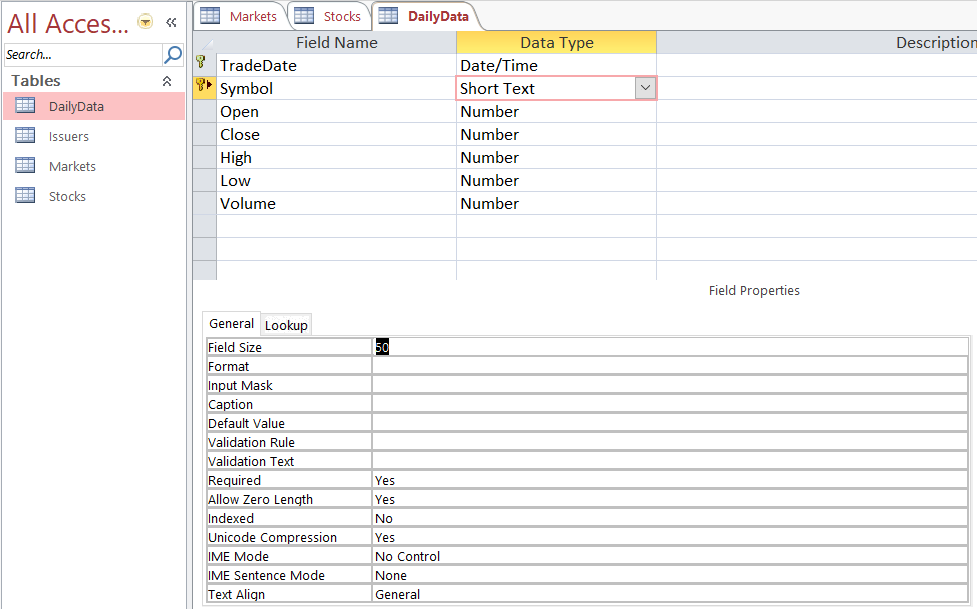 All Acces...
Search...
Tables
DailyData
Issuers
Markets
Stocks
Markets Stocks DailyData
Field Name Data Type Description
TradeDate Date/Time
Symbol Short Text
Open Number
Close Number
High Number
Low Number
Volume Number
Field Properties
General Lookup
Field Size 50
Format
Input Mask
Caption
Default Value
Validation Rule
Validation Text
Required Yes
Allow Zero Length Yes
Indexed No
Unicode Compression Yes
IME Mode No Control
IME Sentence Mode None
Text Align General